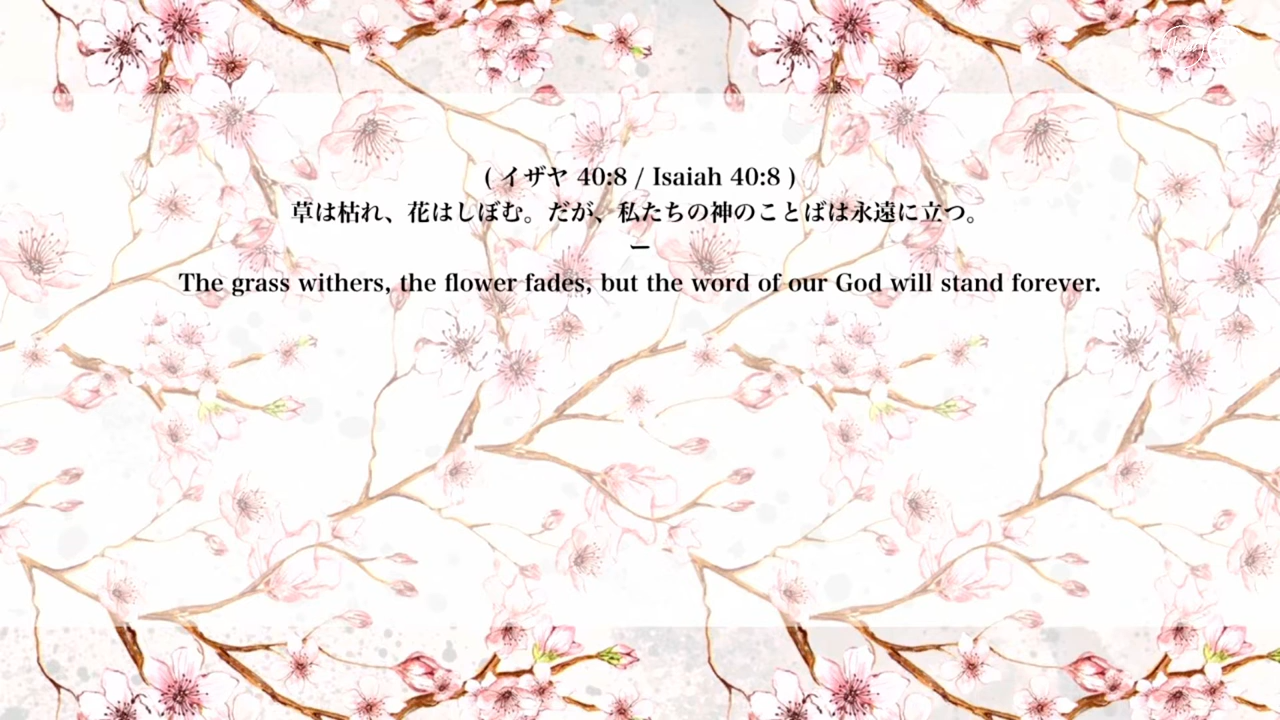 ( イザヤ 40:8 / Isaiah 40:8 )
草は枯れ、花はしぼむ。だが、私たちの神のことばは永遠に立つ。
ー
The grass withers, the flower fades, but the word of our God will stand forever.